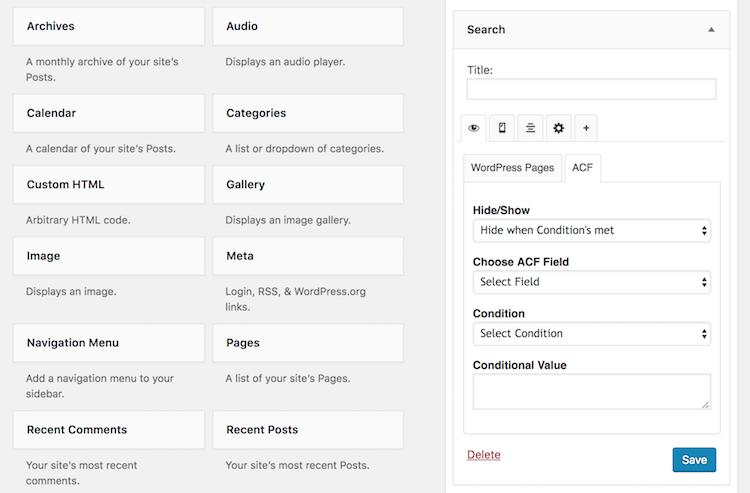 Archives
Audio
A monthly archive of your site's
Posts.
Displays an audio player.
Calendar
Categories
A calendar of your site's Posts.
A list or dropdown of categories.
Custom HTML
Gallery
Arbitrary HTML code.
Displays an image gallery.
Image
Meta
Displays an image.
Login, RSS, & WordPress.org
links.
Navigation Menu
Pages
Add a navigation menu to your
sidebar.
A list of your site's Pages.
Recent Comments
Recent Posts
Your site's most recent
comments.
Your site's most recent Posts.
Search
Title:
+
WordPress Pages
ACF
Hide/Show
Hide when Condition's met
Choose ACF Field
Select Field
Condition
Select Condition
Conditional Value
Delete
Save